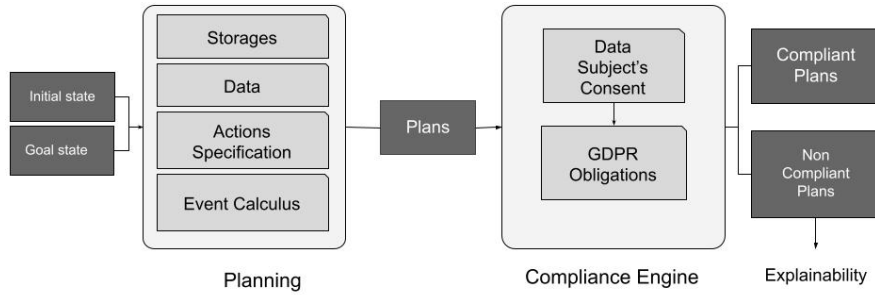 Initial state
Goal state
Storages
Data
Actions
Specification
Event Calculus
Planning
Plans
Data
Subject's
Consent
GDPR
Obligations
Compliance Engine
Compliant
Plans
Non
Compliant
Plans
Explainability